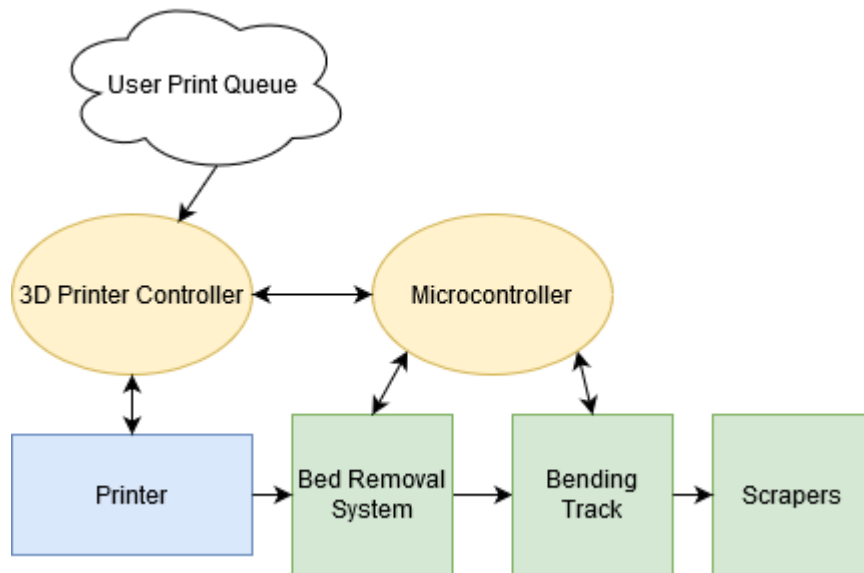 User Print Queue
3D Printer Controller
Microcontroller
Printer
Bed Removal
System
Bending
Track
Scrapers